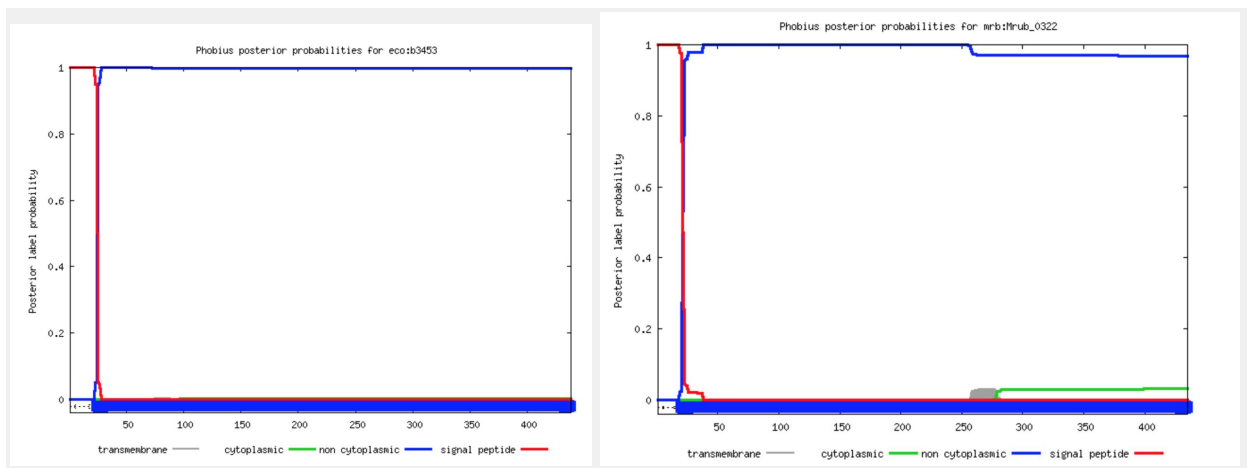 Phobius posterior probabilities for eco:b3453
Posterior label probability
1
0.8
0.6
0.4
0.2
0
50 100 150 200 250 300 350 400
transmembrane cytoplasmic non cytoplasmic signal peptide
Phobius posterior probabilities for mrb:Mrub_0322
Posterior label probability
1
0.8
0.6
0.4
0.2
0
50 100 150 200 250 300 350 400
transmembrane cytoplasmic non cytoplasmic signal peptide